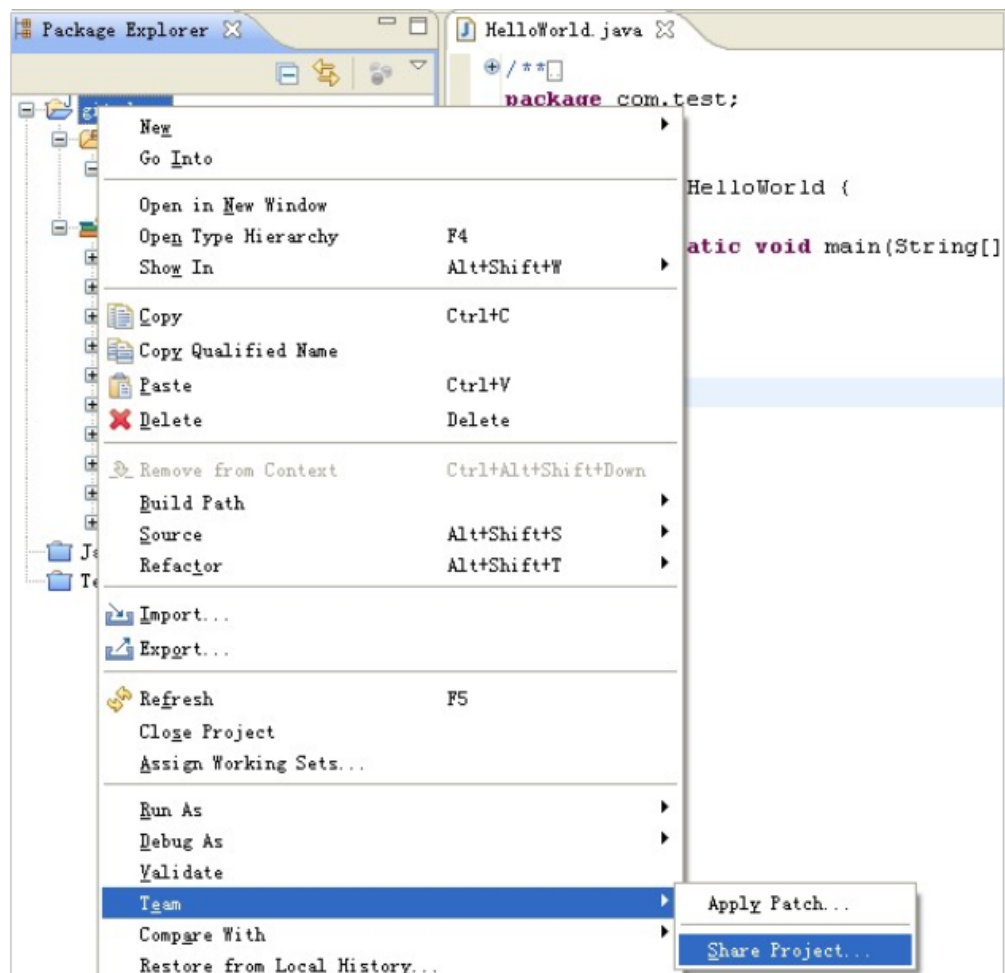 Package Explorer
HelloWorld.java
/**
package com.test;
New
Go Into
HelloWorld {
Open in New Window
Open Type Hierarchy F4
atic void main(String[]
Show In Alt+Shift+W
Copy Ctrl+C
Copy Qualified Name
Paste Ctrl+V
Delete Delete
Remove from Context Ctrl+Alt+Shift+Down
Build Path
Source Alt+Shift+S
Refactor Alt+Shift+T
Import...
Export...
Refresh F5
Close Project
Assign Working Sets...
Run As
Debug As
Validate
Team
Apply Patch...
Compare With
Share Project...
Restore from Local History...